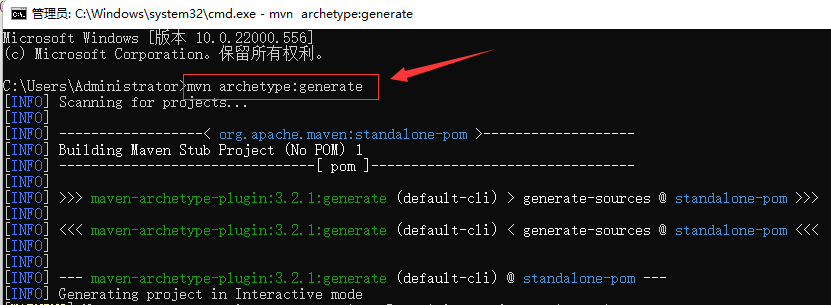 管理员: C:\Windows\system32\cmd.exe - mvn  archetype:generate
Microsoft Windows [版本 10.0.22000.556]
(c) Microsoft Corporation。保留所有权利。
C:\Users\Administrator>mvn archetype:generate
[INFO] Scanning for projects...
[INFO]
[INFO] ------------------< org.apache.maven:standalone-pom >-------------------
[INFO] Building Maven Stub Project (No POM) 1
[INFO] --------------------------------[ pom ]---------------------------------
[INFO]
[INFO] >>> maven-archetype-plugin:3.2.1:generate (default-cli) > generate-sources @ standalone-pom >>>
[INFO]
[INFO] <<< maven-archetype-plugin:3.2.1:generate (default-cli) < generate-sources @ standalone-pom <<<
[INFO]
[INFO]
[INFO] --- maven-archetype-plugin:3.2.1:generate (default-cli) @ standalone-pom ---
[INFO] Generating project in Interactive mode